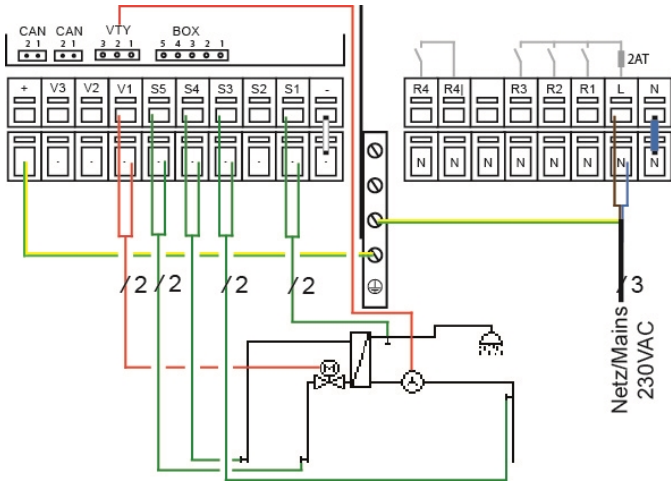 CAN CAN VTY BOX
2 1 2 1 3 2 1 5 4 3 2 1
2AT
+ V3 V2 V1 S5 S4 S3 S2 S1 -
R4 R4| R3 R2 R1 L N
- - - - - - - -
N N N N N N N N
/2 /2 /2 /2
/3
M
Netz/Mains
230VAC